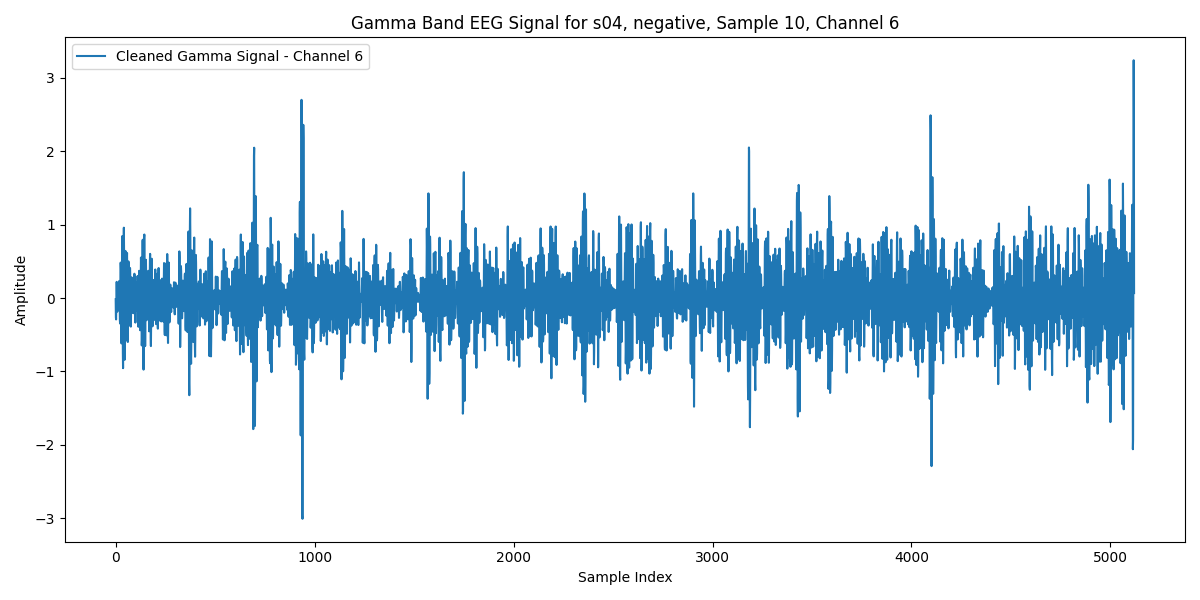 Gamma Band EEG Signal for s04, negative, Sample 10, Channel 6
Cleaned Gamma Signal - Channel 6
3
2
1
0
−1
−2
−3
Amplitude
0 1000 2000 3000 4000 5000
Sample Index